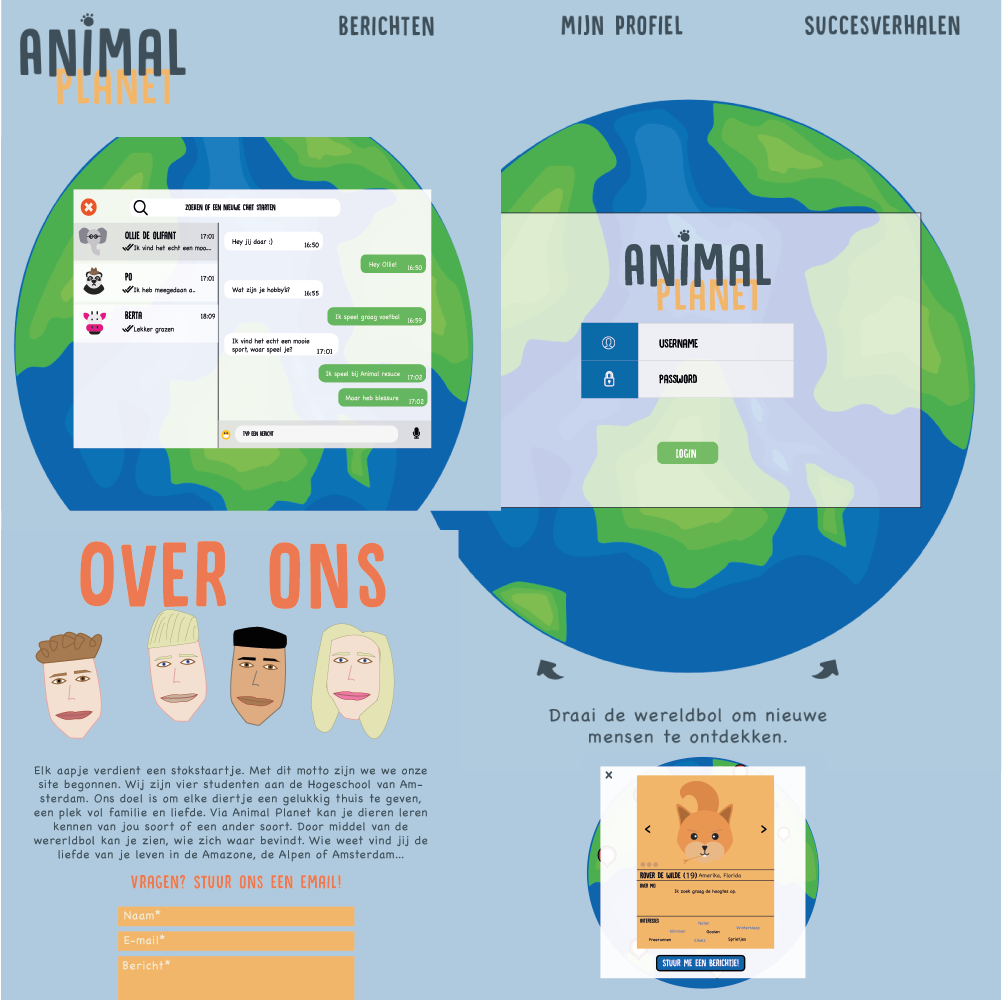 ANIMAL
PLANET
BERICHTEN
MIJN PROFIEL
SUCCESVERHALEN
ZOEKEN OF EEN NIEUWE CHAT STARTEN
OLLIE DE OLIFANT 17:01
Ik vind het echt een moo...
PO 17:01
Ik heb meegedaan a..
BERTA 18:09
Lekker grazen
Hey jij daar :) 16:50
Hey Ollie! 16:50
Wat zijn je hobby's? 16:55
Ik speel graag voetbal 16:59
Ik vind het echt een mooie
sport, waar speel je? 17:01
Ik speel bij Animal resuce 17:02
Maar heb blessure 17:02
TYP EEN BERICHT
ANIMAL
PLANET
USERNAME
PASSWORD
LOGIN
OVER ONS
Elk aapje verdient een stokstaartje. Met dit motto zijn we we onze
site begonnen. Wij zijn vier studenten aan de Hogeschool van Am-
sterdam. Ons doel is om elke diertje een gelukkig thuis te geven,
een plek vol familie en liefde. Via Animal Planet kan je dieren leren
kennen van jou soort of een ander soort. Door middel van de
wererldbol kan je zien, wie zich waar bevindt. Wie weet vind jij de
liefde van je leven in de Amazone, de Alpen of Amsterdam...
VRAGEN? STUUR ONS EEN EMAIL!
Naam*
E-mail*
Bericht*
Draai de wereldbol om nieuwe
mensen te ontdekken.
X
< >
ROVER DE WILDE (19) Amerika, Florida
OVER MIJ
Ik zoek graag de hoogtes op.
INTERESSES
Noten
Klimmen Rennen Winterslaap
Sprietjes
STUUR ME EEN BERICHTJE!